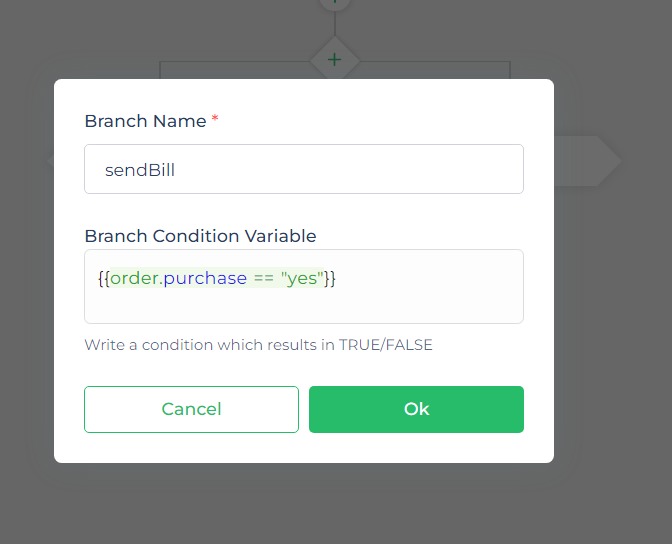 Branch Name *
sendBill
Branch Condition Variable
{{order.purchase == "yes"}}
Write a condition which results in TRUE/FALSE
Cancel
Ok